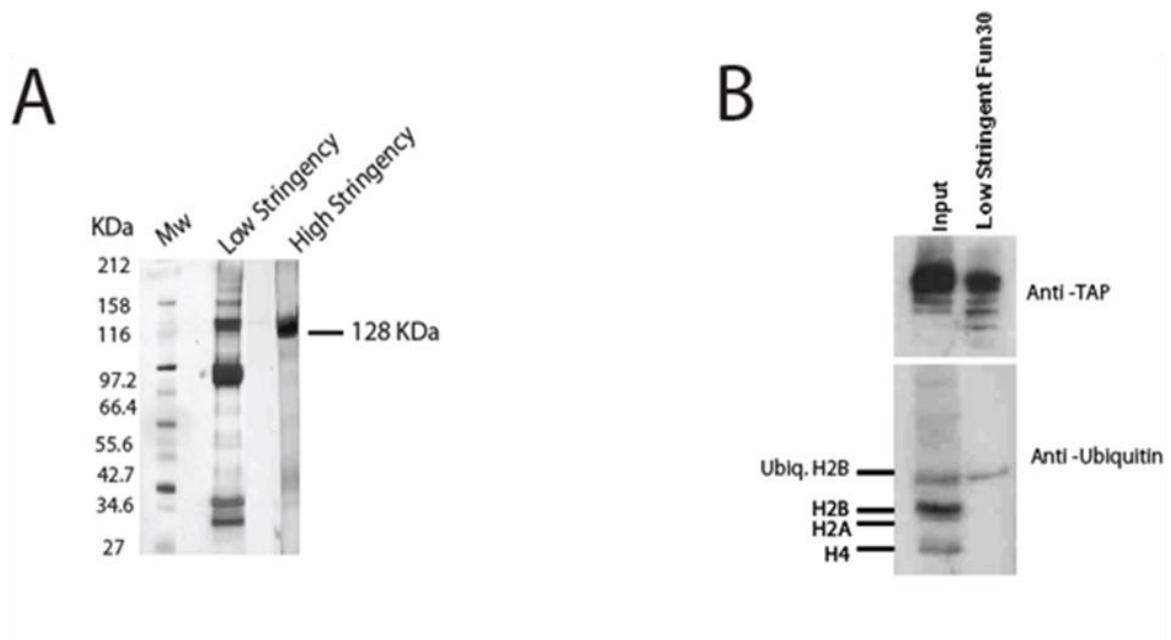 A
KDa
Mw
Low Stringency
High Stringency
212
158
116
97.2
66.4
55.6
42.7
34.6
27
128 KDa
B
Input
Low Stringent Fun30
Anti -TAP
Anti -Ubiquitin
Ubiq. H2B
H2B
H2A
H4